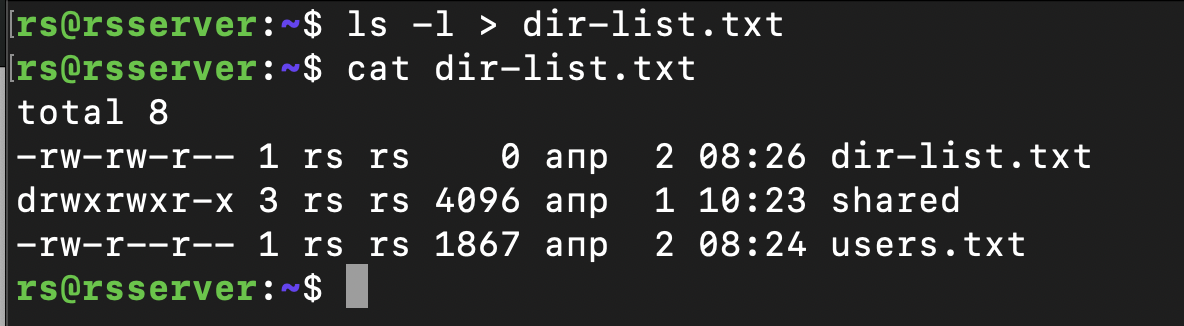 [rs@rsserver:~$ ls -l > dir-list.txt
[rs@rsserver:~$ cat dir-list.txt
total 8
-rw-rw-r-- 1 rs rs    0 апр  2 08:26 dir-list.txt
drwxrwxr-x 3 rs rs 4096 апр  1 10:23 shared
-rw-r--r-- 1 rs rs 1867 апр  2 08:24 users.txt
rs@rsserver:~$